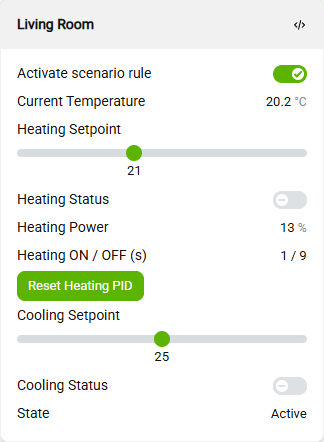 Living Room </>
Activate scenario rule
Current Temperature 20.2 °C
Heating Setpoint
21
Heating Status
Heating Power 13 %
Heating ON / OFF (s) 1 / 9
Reset Heating PID
Cooling Setpoint
25
Cooling Status
State Active